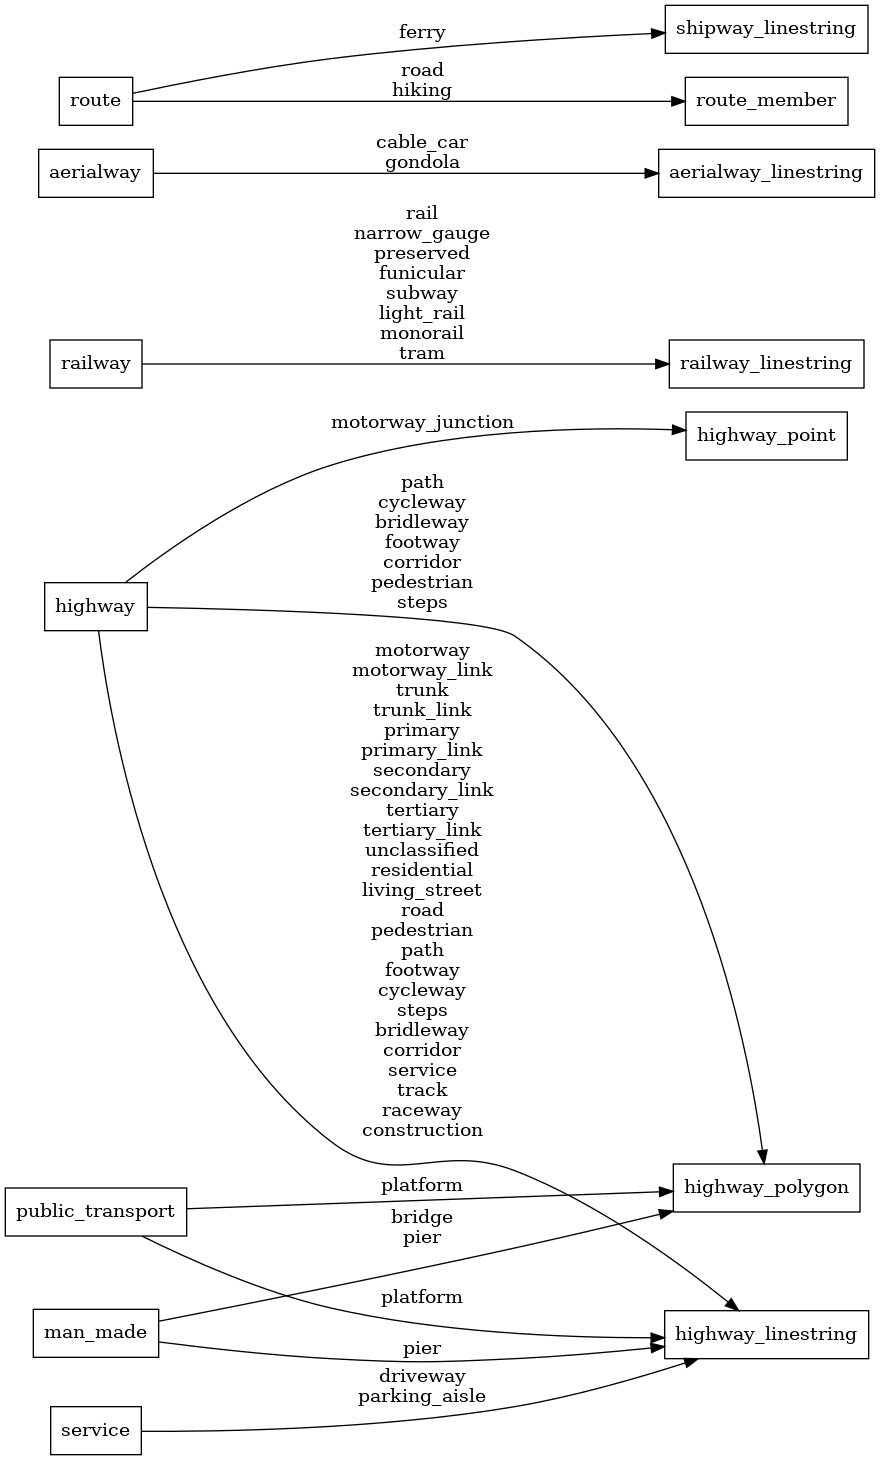 ferry
shipway_linestring
route
road
hiking
route_member
aerialway
cable_car
gondola
aerialway_linestring
rail
narrow_gauge
preserved
funicular
subway
light_rail
monorail
tram
railway
railway_linestring
motorway_junction
highway_point
path
cycleway
bridleway
footway
corridor
pedestrian
steps
highway
motorway
motorway_link
trunk
trunk_link
primary
primary_link
secondary
secondary_link
tertiary
tertiary_link
unclassified
residential
living_street
road
pedestrian
path
footway
cycleway
steps
bridleway
corridor
service
track
raceway
construction
public_transport
platform
highway_polygon
bridge
pier
platform
man_made
pier
highway_linestring
driveway
parking_aisle
service